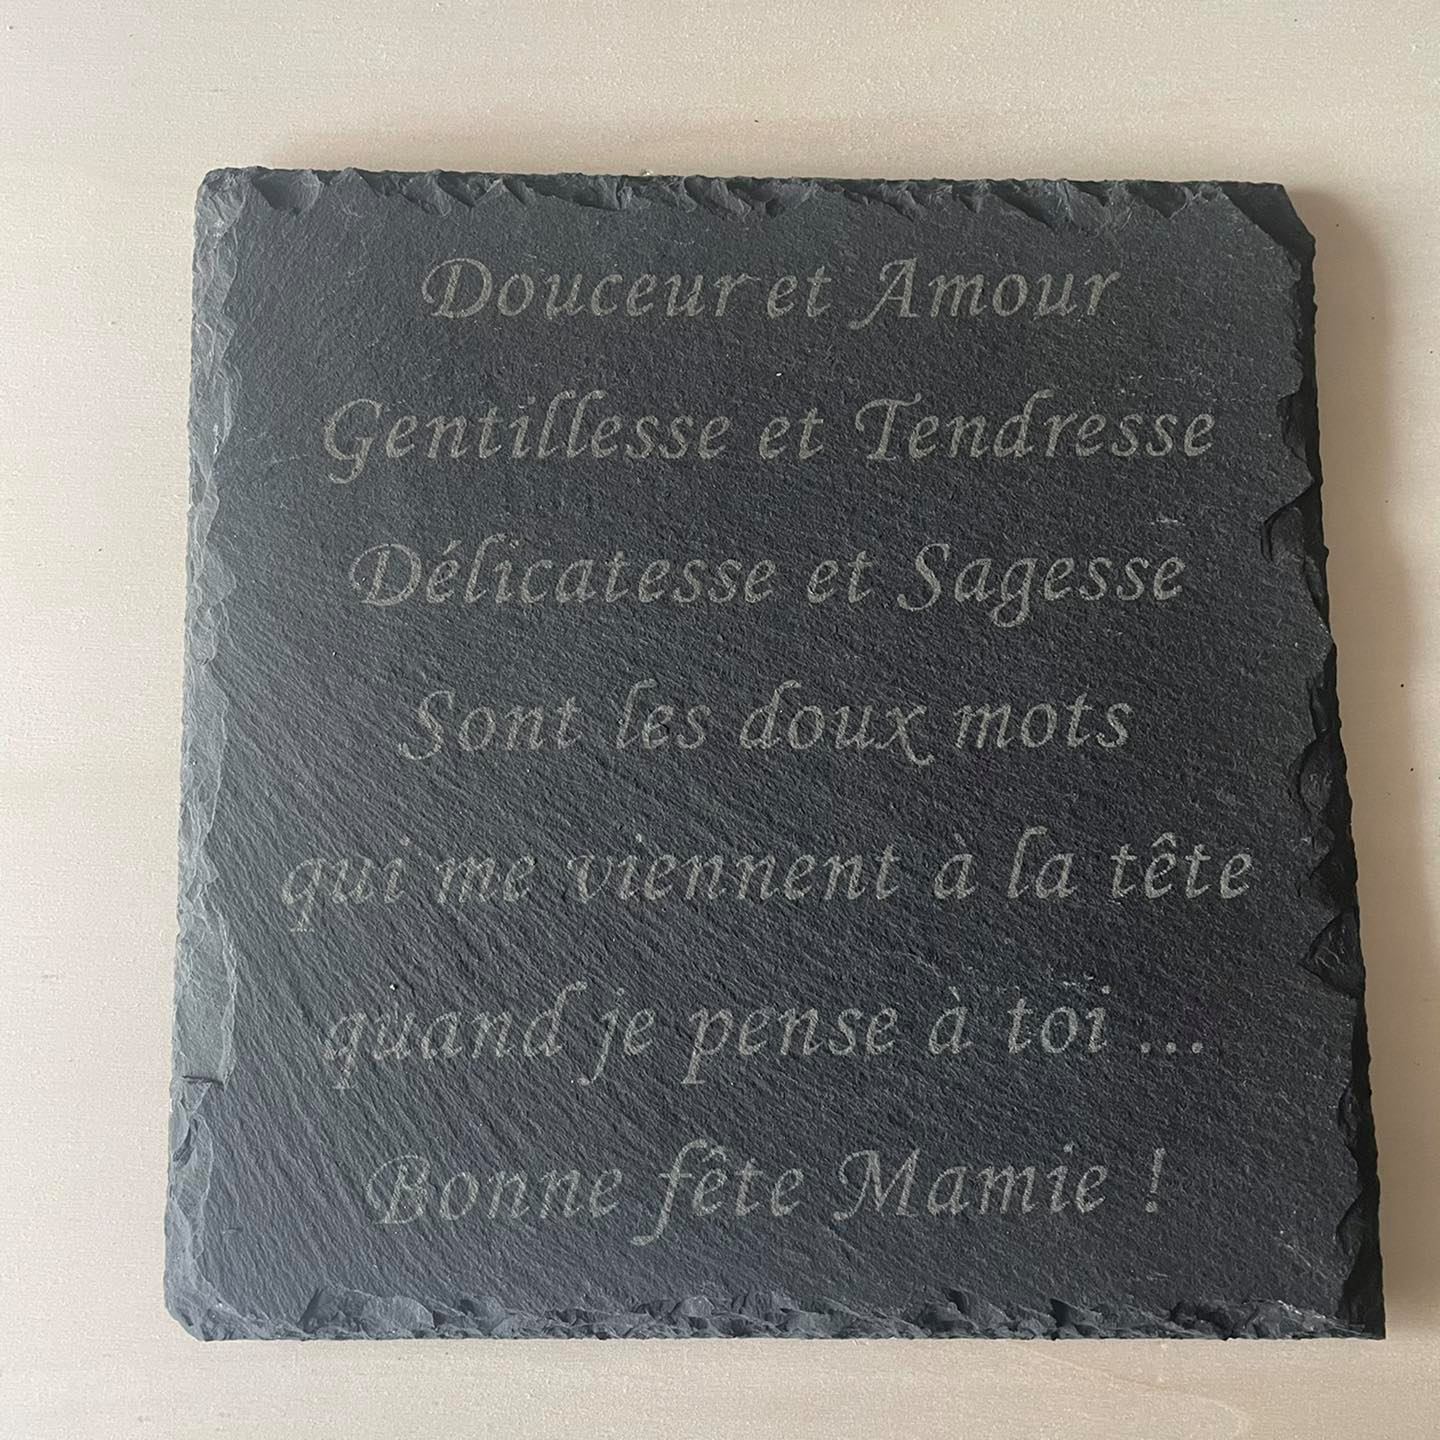 Douceur et Amour
Gentillesse et Tendresse
Délicatesse et Sagesse
Sont les doux mots
qui me viennent à la tête
quand je pense à toi ...
Bonne fête Mamie !